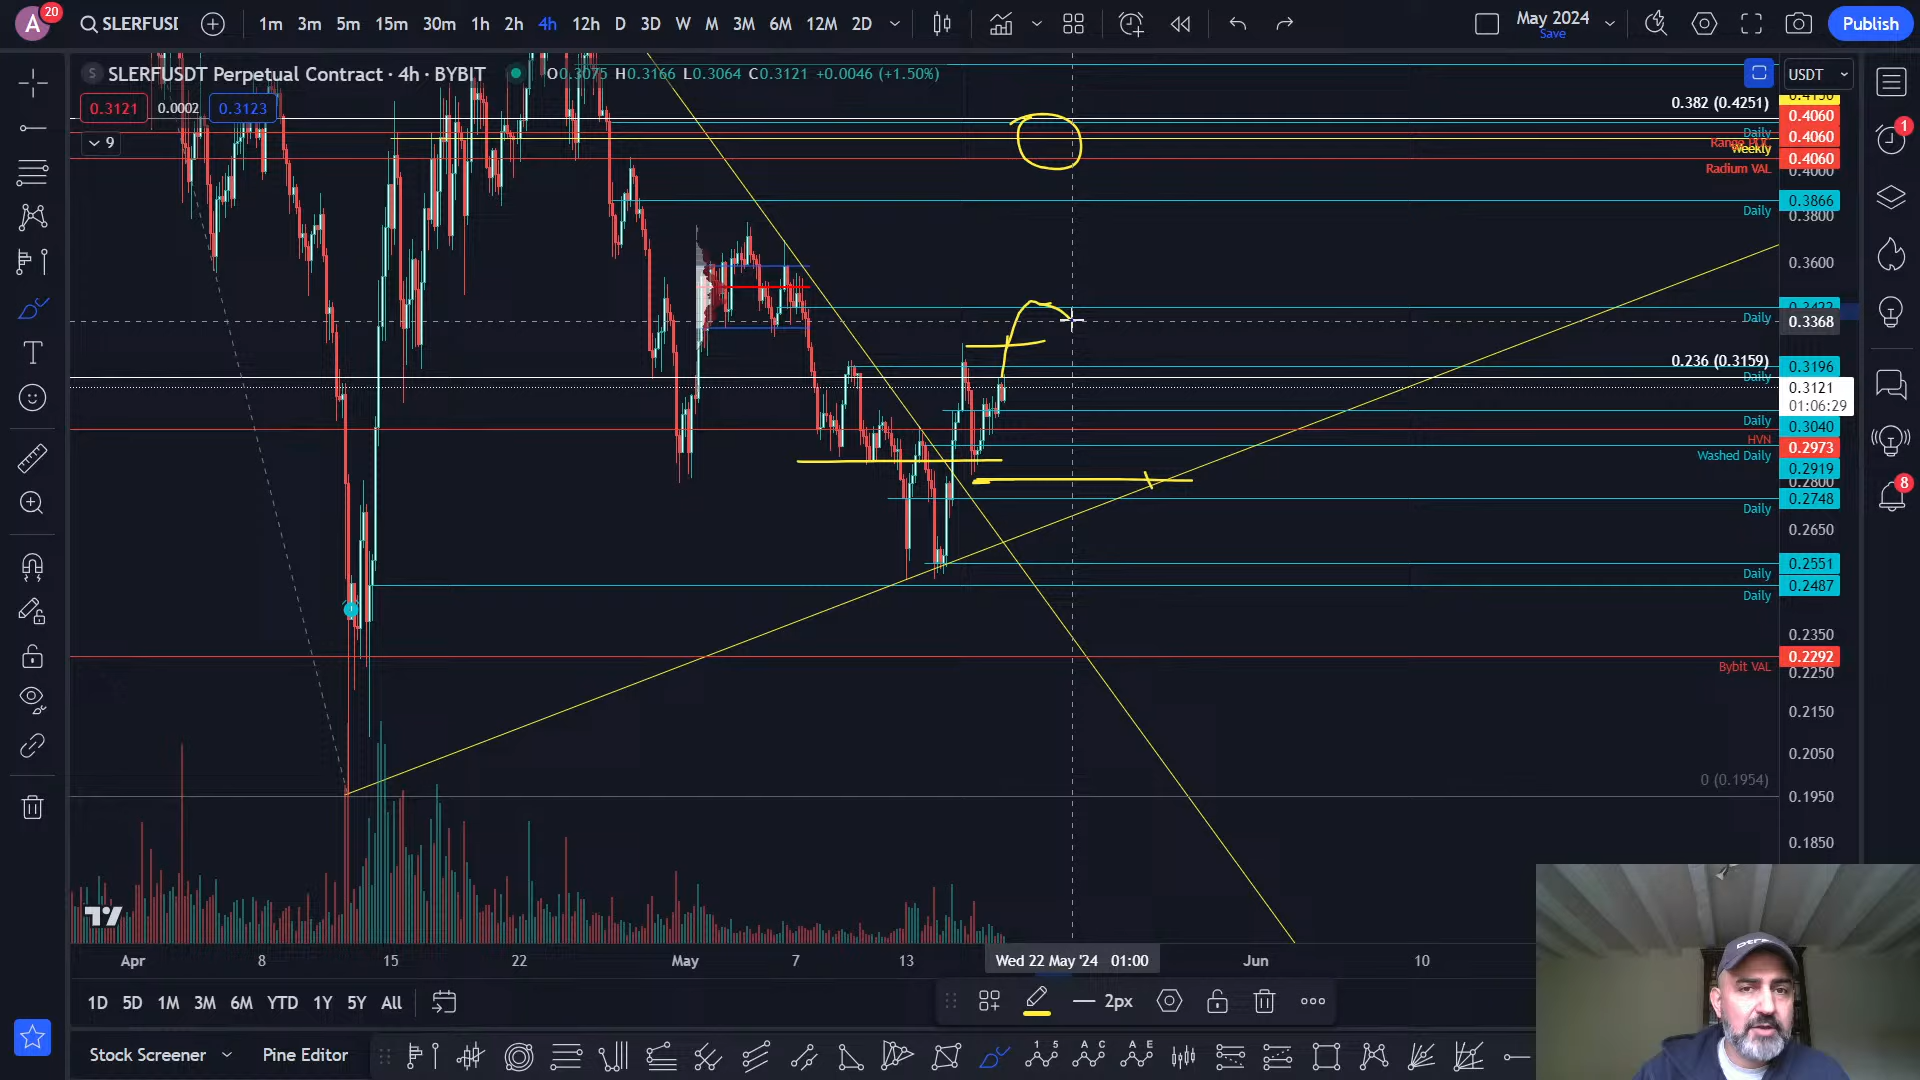 A 20 SLERFUSI 1m 3m 5m 15m 30m 1h 2h 4h 12h D 3D W M 3M 6M 12M 2D May 2024 Save Publish
SLERFUSDT Perpetual Contract · 4h · BYBIT O0.3075 H0.3166 L0.3064 C0.3121 +0.0046 (+1.50%) USDT
0.3121 0.0002 0.3123
9
0.382 (0.4251)
0.4060
Daily 0.4060
Weekly 0.4060
Radium VAL 0.4000
0.3866
Daily 0.3800
0.3600
Daily 0.3368
0.236 (0.3159) 0.3196
Daily 0.3121
01:06:29
Daily 0.3040
HVN 0.2973
Washed Daily 0.2919
0.2800
0.2748
Daily
0.2650
0.2551
Daily 0.2487
Daily
0.2350
0.2292
Bybit VAL 0.2250
0.2150
0.2050
0 (0.1954) 0.1950
0.1850
1
8
Apr 8 15 22 May 7 13 Wed 22 May '24 01:00 Jun 10
1D 5D 1M 3M 6M YTD 1Y 5Y All 2px
Stock Screener Pine Editor